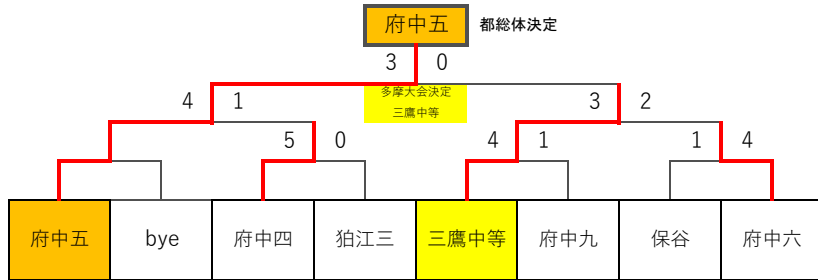 府中五
都総体決定
3 0
多摩大会決定
三鷹中等
4 1
3 2
5 0
4 1
1 4
府中五
bye
府中四
狛江三
三鷹中等
府中九
保谷
府中六